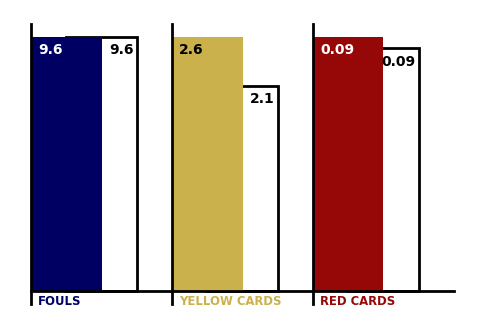 9.6
9.6
2.6
2.1
0.09
0.09
FOULS
YELLOW CARDS
RED CARDS